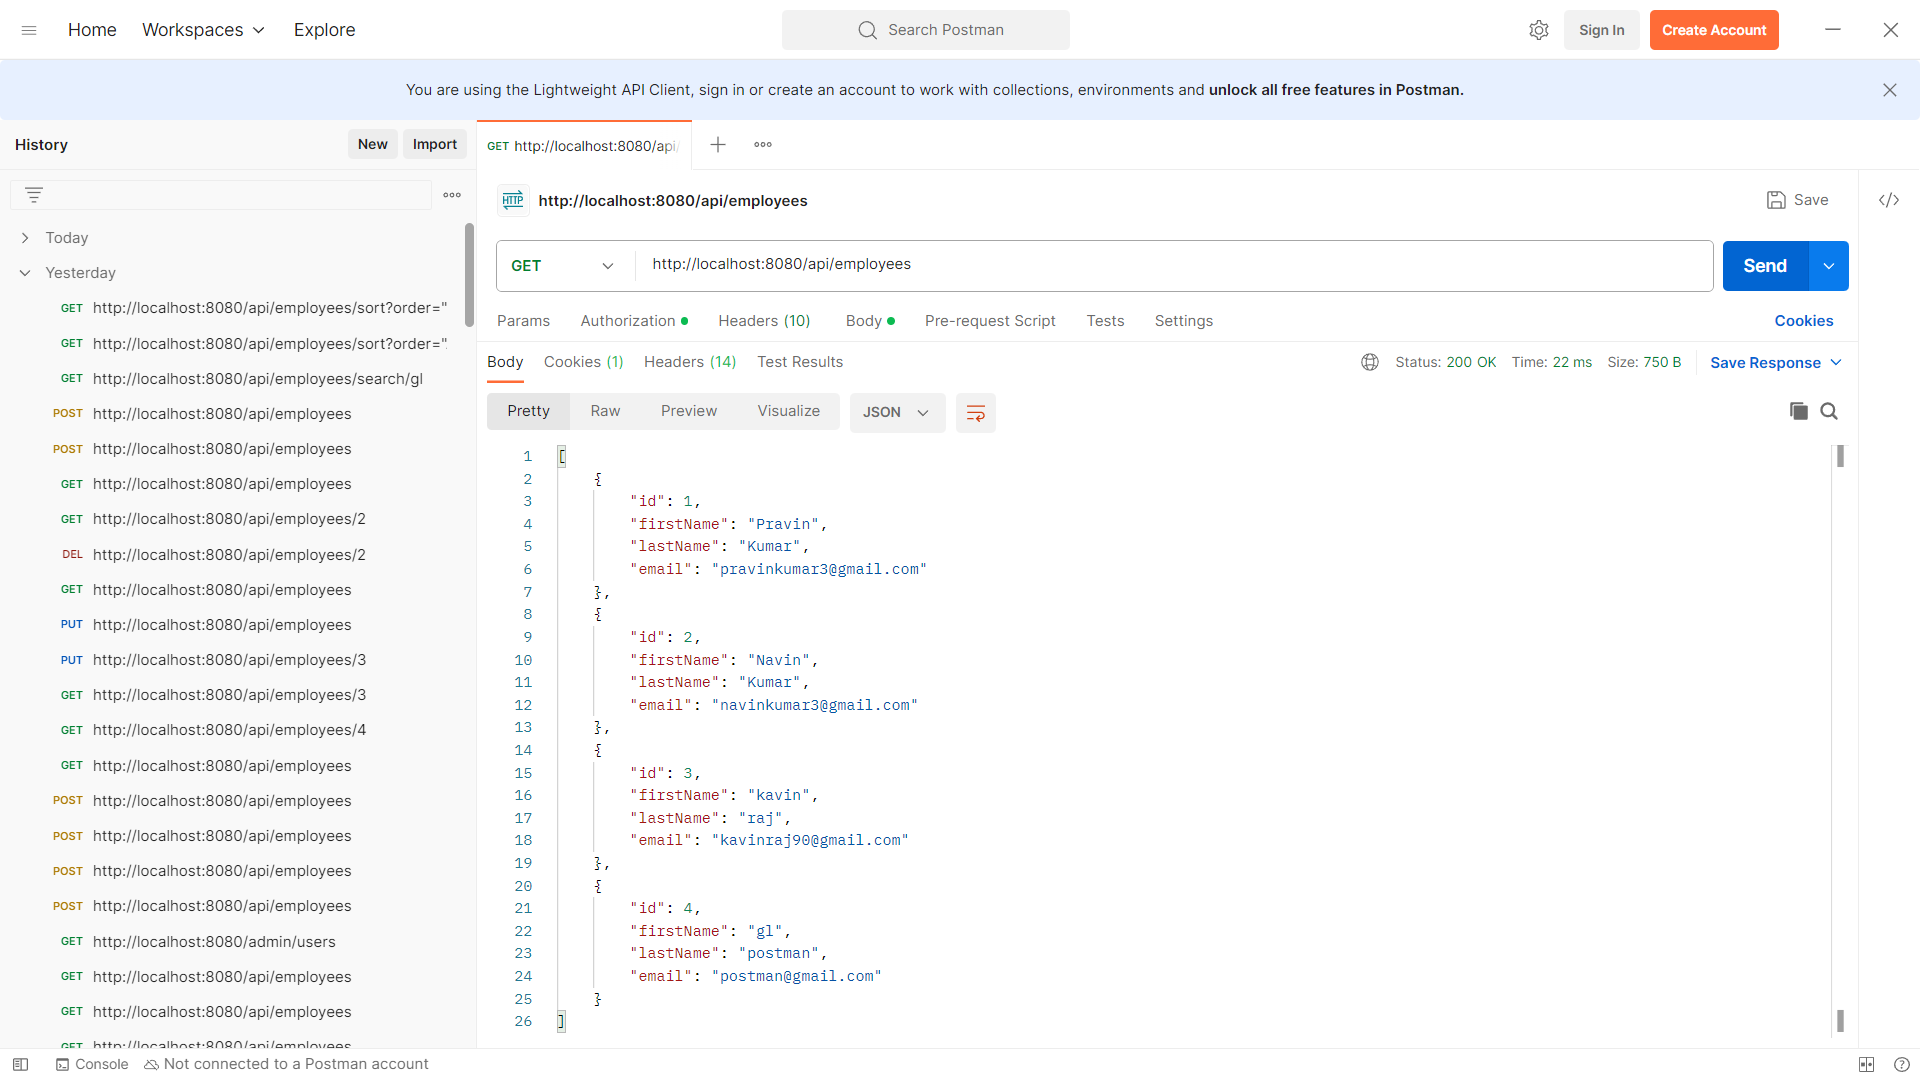 Home Workspaces Explore Search Postman Sign In Create Account
You are using the Lightweight API Client, sign in or create an account to work with collections, environments and unlock all free features in Postman.
History New Import
Today
Yesterday
GET http://localhost:8080/api/employees/sort?order="
GET http://localhost:8080/api/employees/sort?order="
GET http://localhost:8080/api/employees/search/gl
POST http://localhost:8080/api/employees
POST http://localhost:8080/api/employees
GET http://localhost:8080/api/employees
GET http://localhost:8080/api/employees/2
DEL http://localhost:8080/api/employees/2
GET http://localhost:8080/api/employees
PUT http://localhost:8080/api/employees
PUT http://localhost:8080/api/employees/3
GET http://localhost:8080/api/employees/3
GET http://localhost:8080/api/employees/4
GET http://localhost:8080/api/employees
POST http://localhost:8080/api/employees
POST http://localhost:8080/api/employees
POST http://localhost:8080/api/employees
POST http://localhost:8080/api/employees
GET http://localhost:8080/admin/users
GET http://localhost:8080/api/employees
GET http://localhost:8080/api/employees
GET http://localhost:8080/api/employees
GET http://localhost:8080/api/
HTTP http://localhost:8080/api/employees Save </>
GET http://localhost:8080/api/employees Send
Params Authorization Headers (10) Body Pre-request Script Tests Settings Cookies
Body Cookies (1) Headers (14) Test Results Status: 200 OK Time: 22 ms Size: 750 B Save Response
Pretty Raw Preview Visualize JSON
1 [
2 {
3 "id": 1,
4 "firstName": "Pravin",
5 "lastName": "Kumar",
6 "email": "pravinkumar3@gmail.com"
7 },
8 {
9 "id": 2,
10 "firstName": "Navin",
11 "lastName": "Kumar",
12 "email": "navinkumar3@gmail.com"
13 },
14 {
15 "id": 3,
16 "firstName": "kavin",
17 "lastName": "raj",
18 "email": "kavinraj90@gmail.com"
19 },
20 {
21 "id": 4,
22 "firstName": "gl",
23 "lastName": "postman",
24 "email": "postman@gmail.com"
25 }
26 ]
Console Not connected to a Postman account